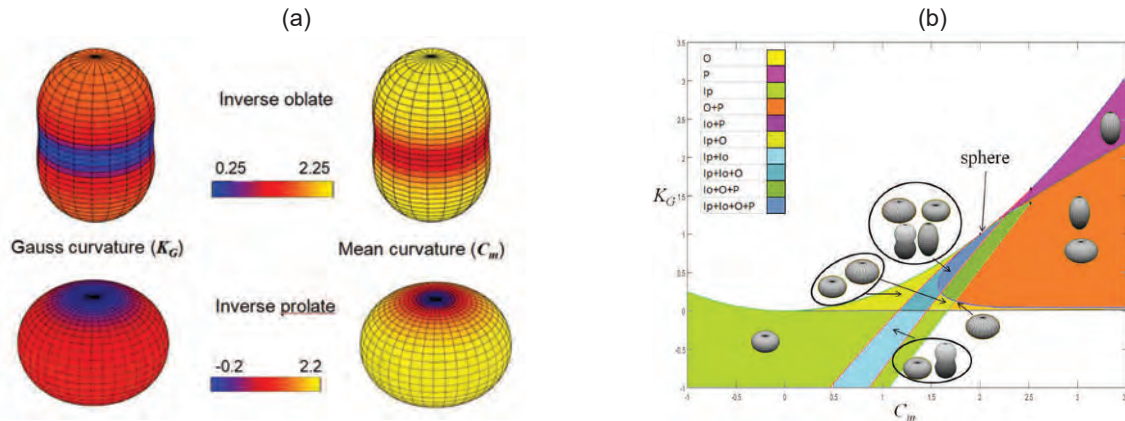 (a)
Inverse oblate
0.25 2.25
Gauss curvature (K_G) Mean curvature (C_m)
Inverse prolate
-0.2 2.2
(b)
3.5
3
2.5
2
1.5
1
0.5
0
-0.5
-1
K_G
O
P
Ip
O+P
Io+P
Ip+O
Ip+Io
Ip+Io+O
Io+O+P
Ip+Io+O+P
sphere
-1 -0.5 0 0.5 1 1.5 2 2.5 3 3.5
C_m